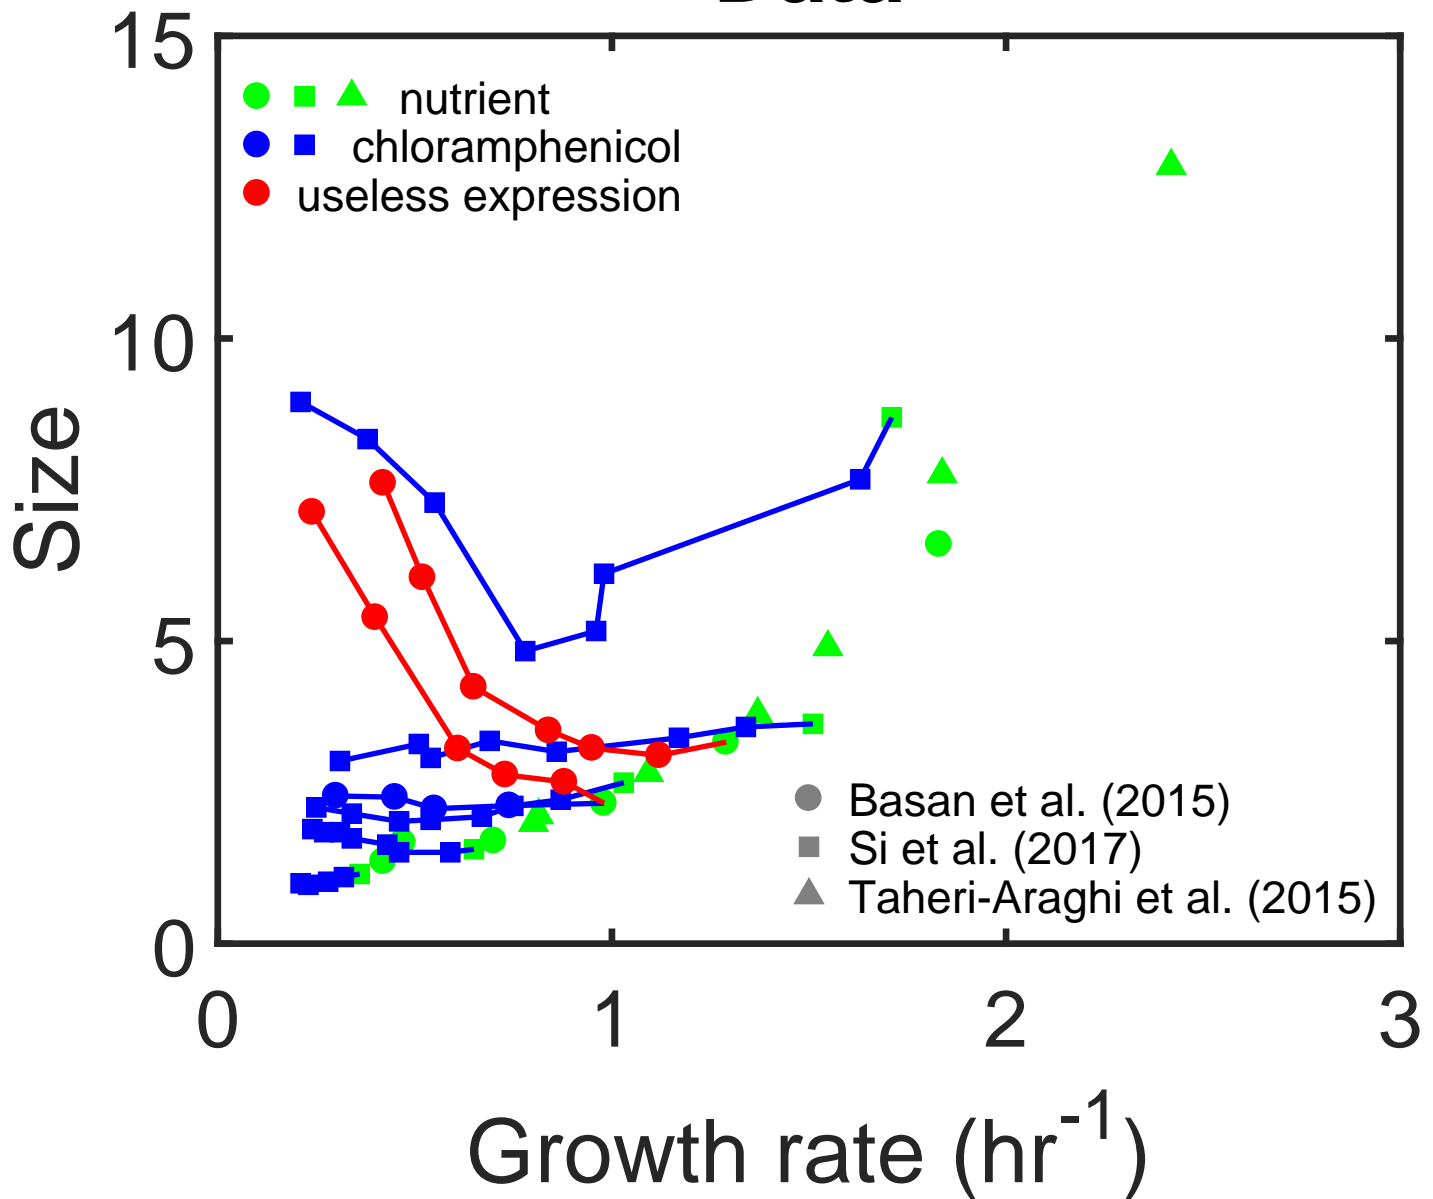 15
10
5
0
0 1 2 3
Size
Growth rate (hr⁻¹)
nutrient
chloramphenicol
useless expression
Basan et al. (2015)
Si et al. (2017)
Taheri-Araghi et al. (2015)